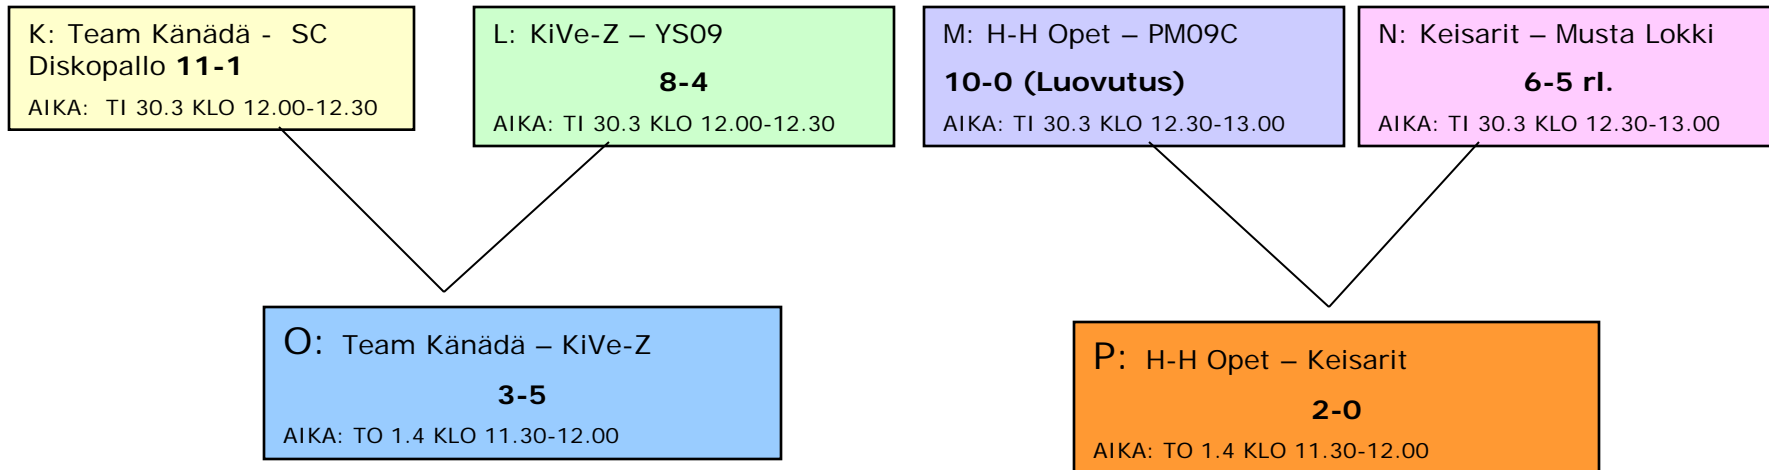 K: Team Känädä - SC
Diskopallo 11-1
AIKA: TI 30.3 KLO 12.00-12.30
L: KiVe-Z – YS09
8-4
AIKA: TI 30.3 KLO 12.00-12.30
M: H-H Opet – PM09C
10-0 (Luovutus)
AIKA: TI 30.3 KLO 12.30-13.00
N: Keisarit – Musta Lokki
6-5 rl.
AIKA: TI 30.3 KLO 12.30-13.00
O: Team Känädä – KiVe-Z
3-5
AIKA: TO 1.4 KLO 11.30-12.00
P: H-H Opet – Keisarit
2-0
AIKA: TO 1.4 KLO 11.30-12.00